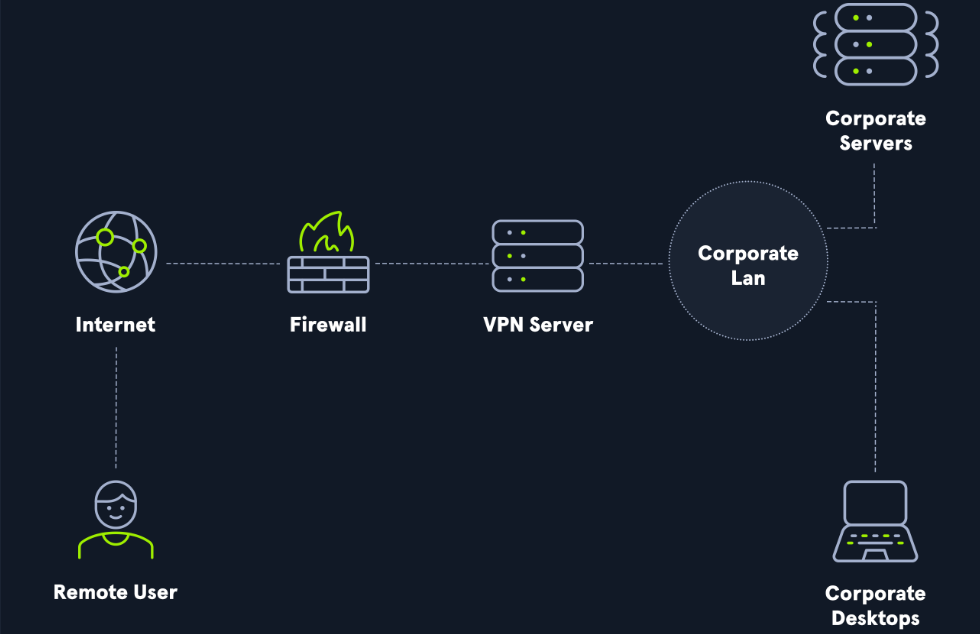 Corporate
Servers
Corporate
Lan
Internet
Firewall
VPN Server
Remote User
Corporate
Desktops